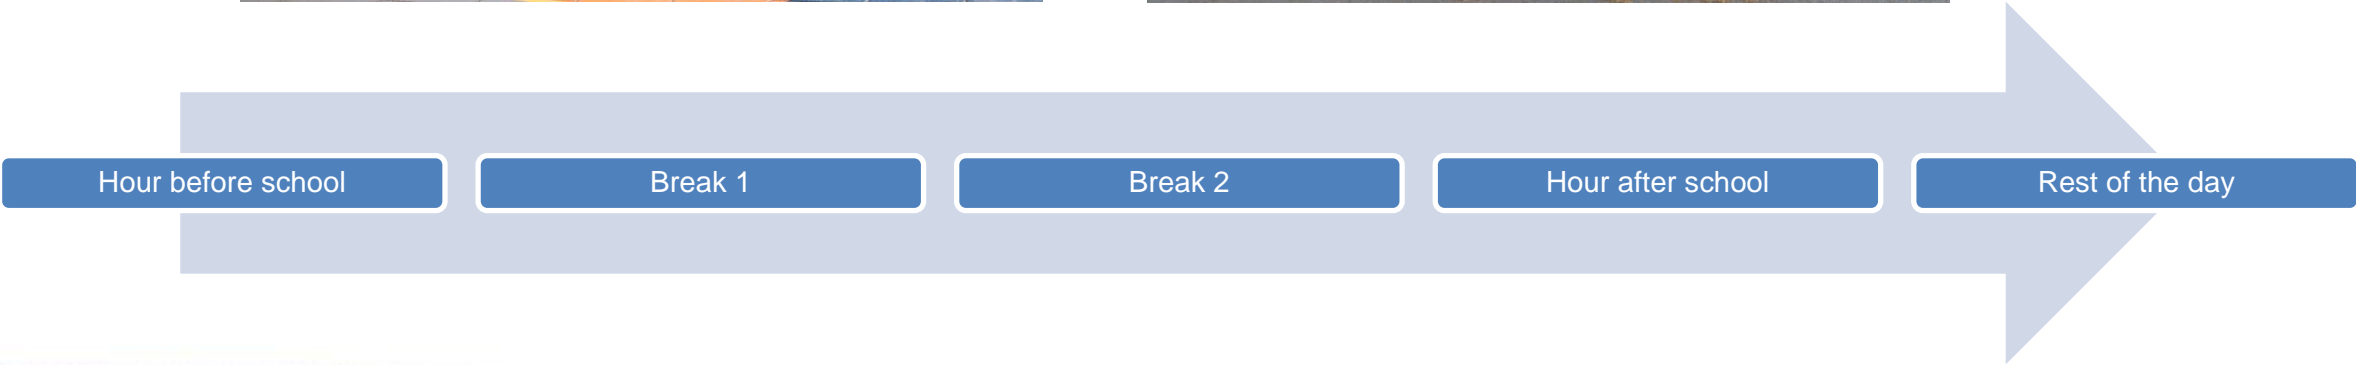 Hour before school
Break 1
Break 2
Hour after school
Rest of the day